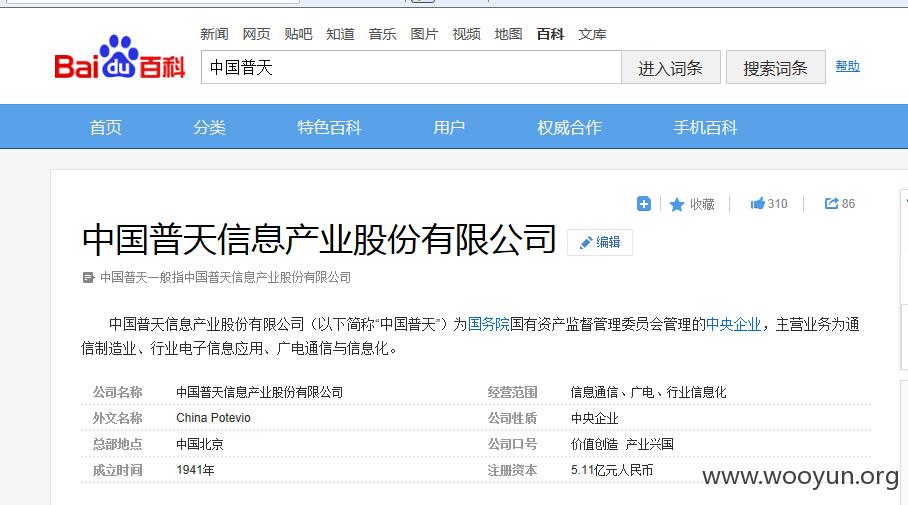 新闻 网页 贴吧 知道 音乐 图片 视频 地图 百科 文库
Bai du 百科
中国普天 进入词条 搜索词条 帮助
首页 分类 特色百科 用户 权威合作 手机百科
收藏 310 86
中国普天信息产业股份有限公司 编辑
中国普天一般指中国普天信息产业股份有限公司
中国普天信息产业股份有限公司（以下简称“中国普天”）为国务院国有资产监督管理委员会管理的中央企业，主营业务为通
信制造业、行业电子信息应用、广电通信与信息化。
公司名称 中国普天信息产业股份有限公司 经营范围 信息通信、广电、行业信息化
外文名称 China Potevio 公司性质 中央企业
总部地点 中国北京 公司口号 价值创造 产业兴国
成立时间 1941年 注册资本 5.11亿元人民币
www.wooyun.org